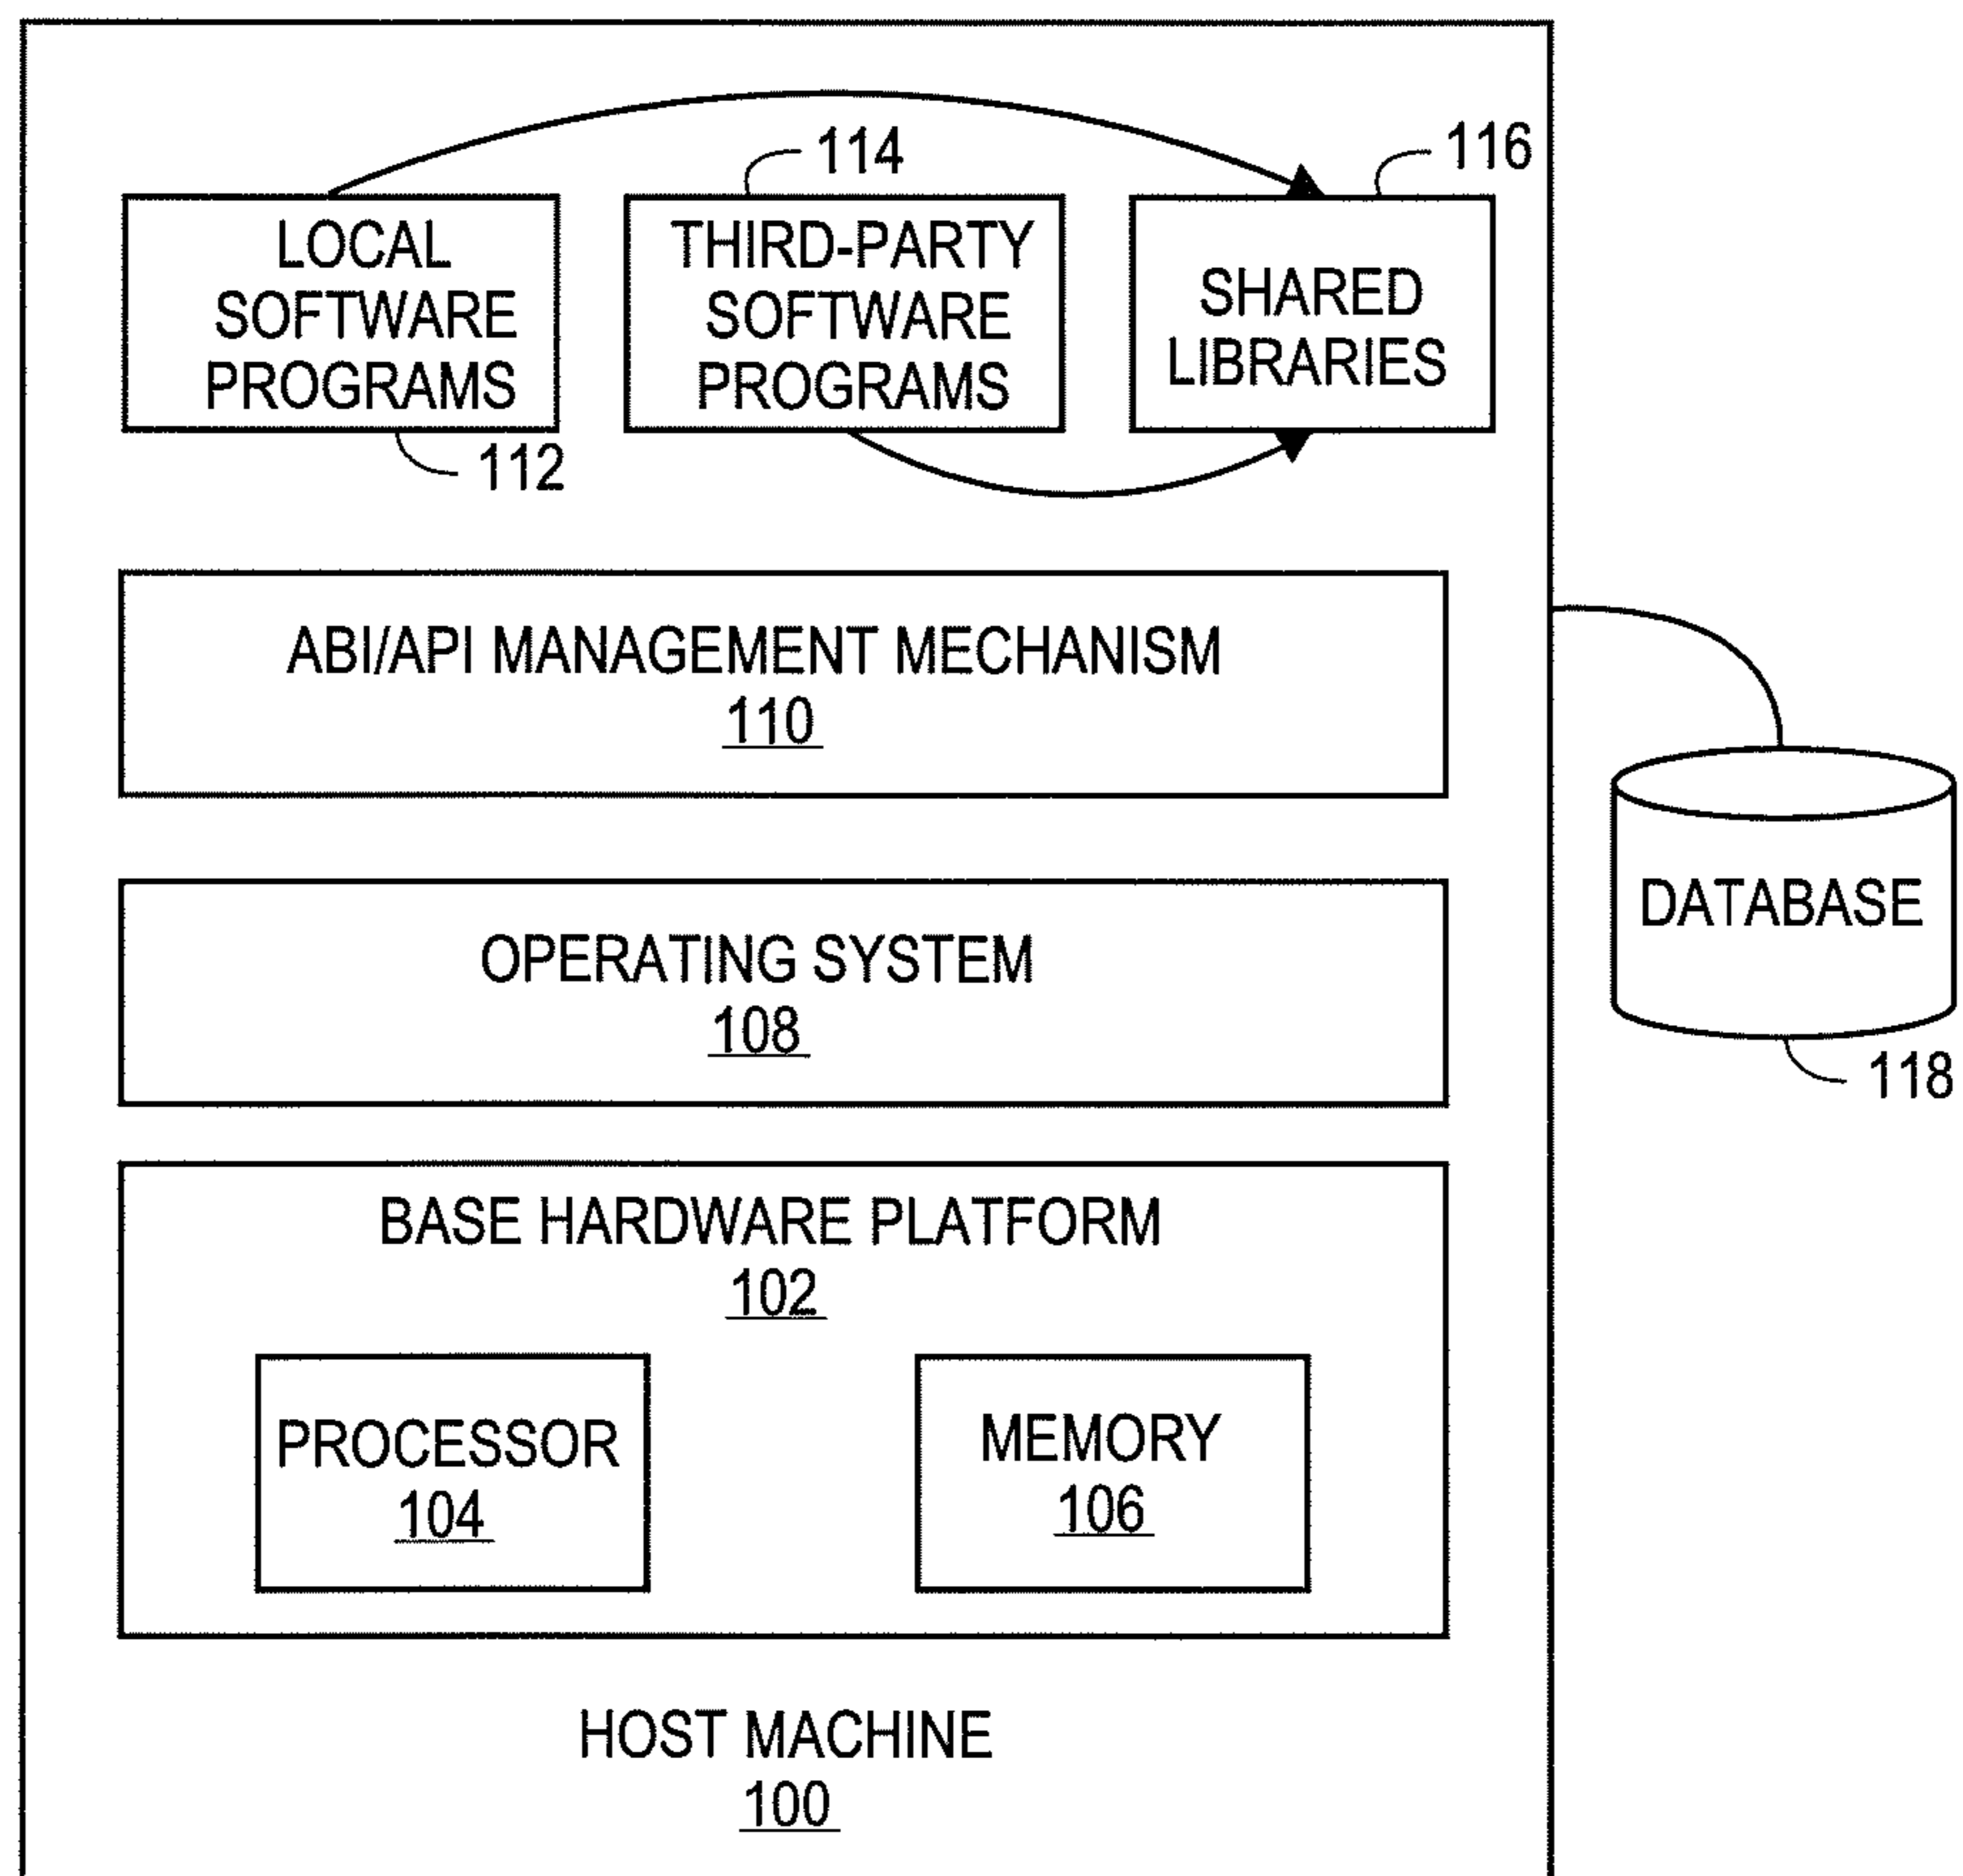 114
116
LOCAL
SOFTWARE
PROGRAMS
112
THIRD-PARTY
SOFTWARE
PROGRAMS
SHARED
LIBRARIES
ABI/API MANAGEMENT MECHANISM
110
OPERATING SYSTEM
108
DATABASE
118
BASE HARDWARE PLATFORM
102
PROCESSOR
104
MEMORY
106
HOST MACHINE
100